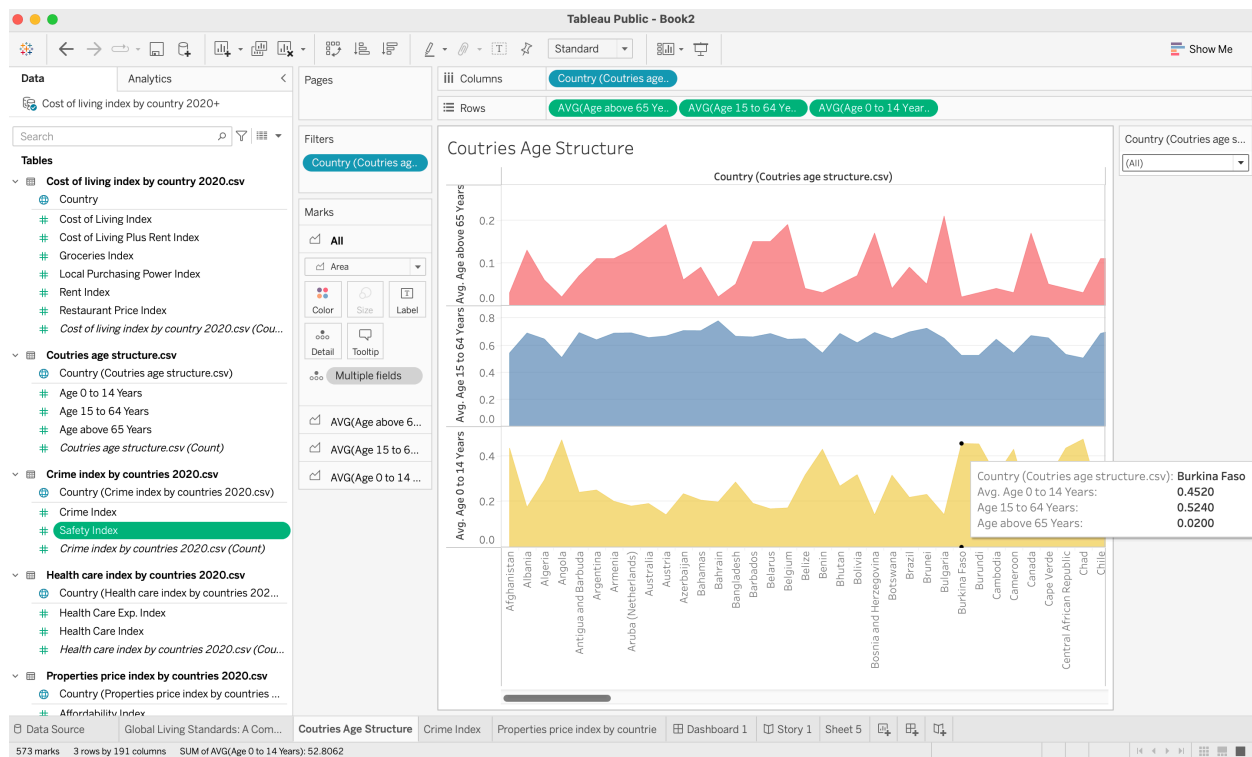 Tableau Public - Book2
Standard
Show Me
Data
Analytics
Cost of living index by country 2020+
Search
Tables
Cost of living index by country 2020.csv
Country
Cost of Living Index
Cost of Living Plus Rent Index
Groceries Index
Local Purchasing Power Index
Rent Index
Restaurant Price Index
Cost of living index by country 2020.csv (Cou...
Coutries age structure.csv
Country (Coutries age structure.csv)
Age 0 to 14 Years
Age 15 to 64 Years
Age above 65 Years
Coutries age structure.csv (Count)
Crime index by countries 2020.csv
Country (Crime index by countries 2020.csv)
Crime Index
Safety Index
Crime index by countries 2020.csv (Count)
Health care index by countries 2020.csv
Country (Health care index by countries 202...
Health Care Exp. Index
Health Care Index
Health care index by countries 2020.csv (Cou...
Properties price index by countries 2020.csv
Country (Properties price index by countries ...
Affordability Index
Pages
Filters
Country (Coutries ag..
Marks
All
Area
Color
Size
Label
Detail
Tooltip
Multiple fields
AVG(Age above 6...
AVG(Age 15 to 6...
AVG(Age 0 to 14 ...
Columns
Country (Coutries age..
Rows
AVG(Age above 65 Ye..
AVG(Age 15 to 64 Ye..
AVG(Age 0 to 14 Year..
Coutries Age Structure
Country (Coutries age structure.csv)
Avg. Age above 65 Years
0.2
0.1
0.0
Avg. Age 15 to 64 Years
0.8
0.6
0.4
0.2
0.0
Avg. Age 0 to 14 Years
0.4
0.2
0.0
Country (Coutries age structure.csv): Burkina Faso
Avg. Age 0 to 14 Years: 0.4520
Age 15 to 64 Years: 0.5240
Age above 65 Years: 0.0200
Afghanistan
Albania
Algeria
Angola
Antigua and Barbuda
Argentina
Armenia
Aruba (Netherlands)
Australia
Austria
Azerbaijan
Bahamas
Bahrain
Bangladesh
Barbados
Belarus
Belgium
Belize
Benin
Bhutan
Bolivia
Bosnia and Herzegovina
Botswana
Brazil
Brunei
Bulgaria
Burkina Faso
Burundi
Cambodia
Cameroon
Canada
Cape Verde
Central African Republic
Chad
Chile
Country (Coutries age s...
(All)
Data Source
Global Living Standards: A Com...
Coutries Age Structure
Crime Index
Properties price index by countrie
Dashboard 1
Story 1
Sheet 5
573 marks
3 rows by 191 columns
SUM of AVG(Age 0 to 14 Years): 52.8062